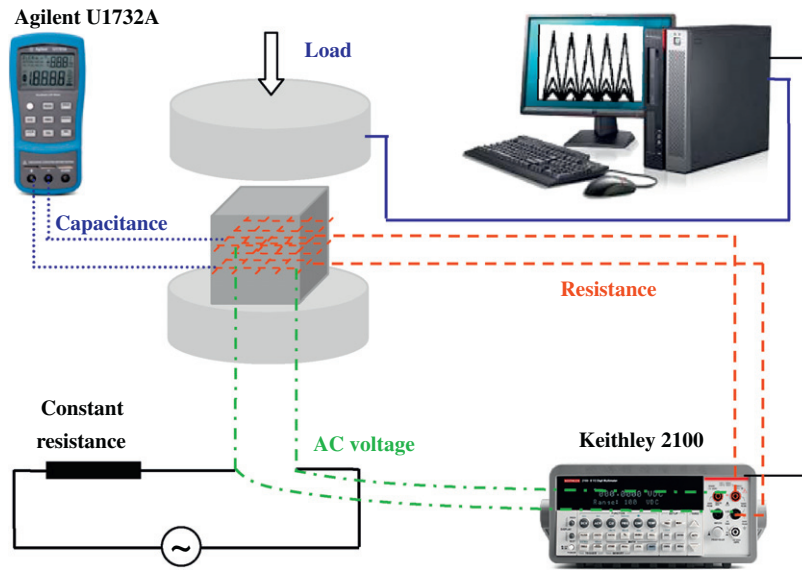 Agilent U1732A
Load
Capacitance
Resistance
Constant
resistance
AC voltage
Keithley 2100
~